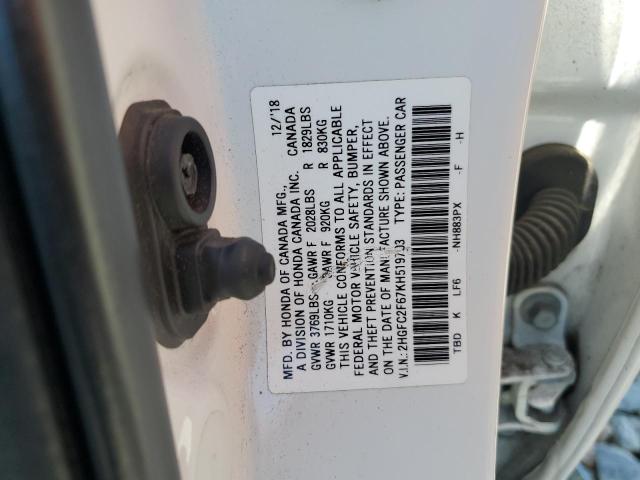 MFD. BY HONDA OF CANADA MFG., 12/'18
A DIVISION OF HONDA CANADA INC. CANADA
GVWR 3769LBS GAWR F 2028LBS R 1829LBS
GVWR 1710KG GAWR F 920KG R 830KG
THIS VEHICLE CONFORMS TO ALL APPLICABLE
FEDERAL MOTOR VEHICLE SAFETY, BUMPER,
AND THEFT PREVENTION STANDARDS IN EFFECT
ON THE DATE OF MANUFACTURE SHOWN ABOVE.
V.I.N.: 2HGFC2F67KH519703 TYPE: PASSENGER CAR
TBD K LF6 -NH883PX -F -H